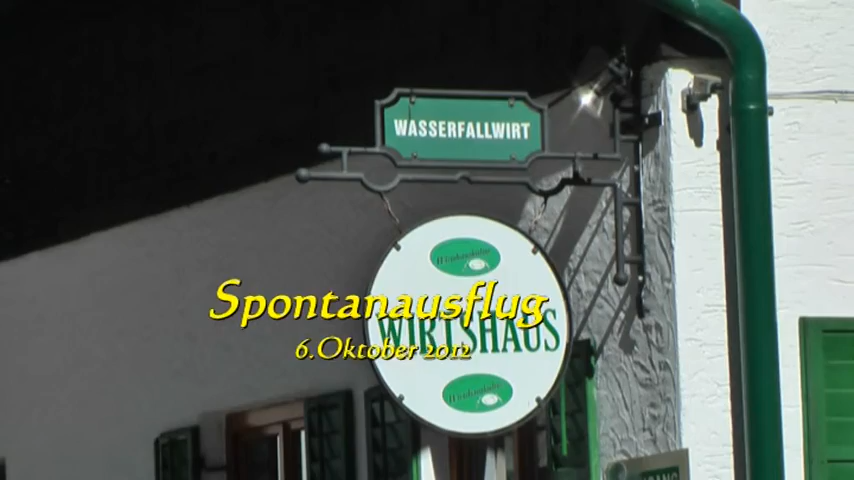 WASSERFALLWIRT
Spontanausflug
WIRTSHAUS
6.Oktober 2012